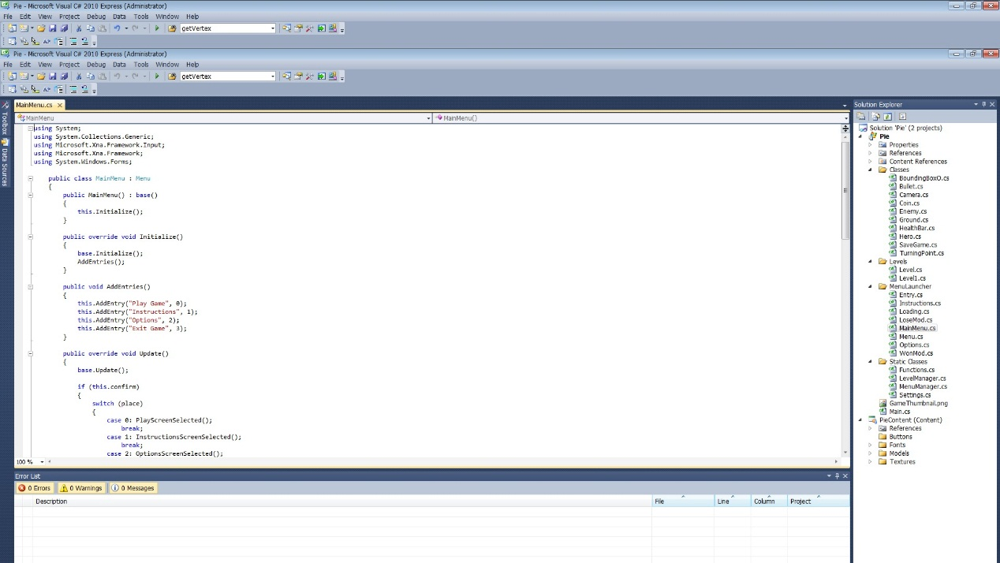 Pie - Microsoft Visual C# 2010 Express (Administrator)
File Edit View Project Debug Data Tools Window Help
getVertex
Pie - Microsoft Visual C# 2010 Express (Administrator)
File Edit View Project Debug Data Tools Window Help
getVertex
Toolbox
Data Sources
MainMenu.cs
MainMenu
MainMenu()
using System;
using System.Collections.Generic;
using Microsoft.Xna.Framework.Input;
using Microsoft.Xna.Framework;
using System.Windows.Forms;
public class MainMenu : Menu
{
public MainMenu() : base()
{
this.Initialize();
}
public override void Initialize()
{
base.Initialize();
AddEntries();
}
public void AddEntries()
{
this.AddEntry("Play Game", 0);
this.AddEntry("Instructions", 1);
this.AddEntry("Options", 2);
this.AddEntry("Exit Game", 3);
}
public override void Update()
{
base.Update();
if (this.confirm)
{
switch (place)
{
case 0: PlayScreenSelected();
break;
case 1: InstructionsScreenSelected();
break;
case 2: OptionsScreenSelected();
100 %
Error List
0 Errors
0 Warnings
0 Messages
Description File Line Column Project
Solution Explorer
Solution 'Pie' (2 projects)
Pie
Properties
References
Content References
Classes
BoundingBoxO.cs
Bullet.cs
Camera.cs
Coin.cs
Enemy.cs
Ground.cs
HealthBar.cs
Hero.cs
SaveGame.cs
TurningPoint.cs
Levels
Level.cs
Level1.cs
MenuLauncher
Entry.cs
Instructions.cs
Loading.cs
LoseMod.cs
MainMenu.cs
Menu.cs
Options.cs
WonMod.cs
Static Classes
Functions.cs
LevelManager.cs
MenuManager.cs
Settings.cs
GameThumbnail.png
Main.cs
PieContent (Content)
References
Buttons
Fonts
Models
Textures